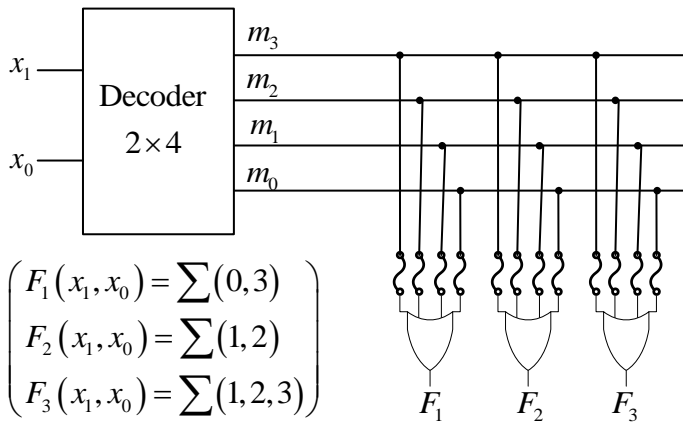 m₃
x₁
Decoder
2×4
m₂
m₁
x₀
m₀
F₁(x₁, x₀) = ∑(0,3)
F₂(x₁, x₀) = ∑(1,2)
F₃(x₁, x₀) = ∑(1,2,3)
F₁ F₂ F₃